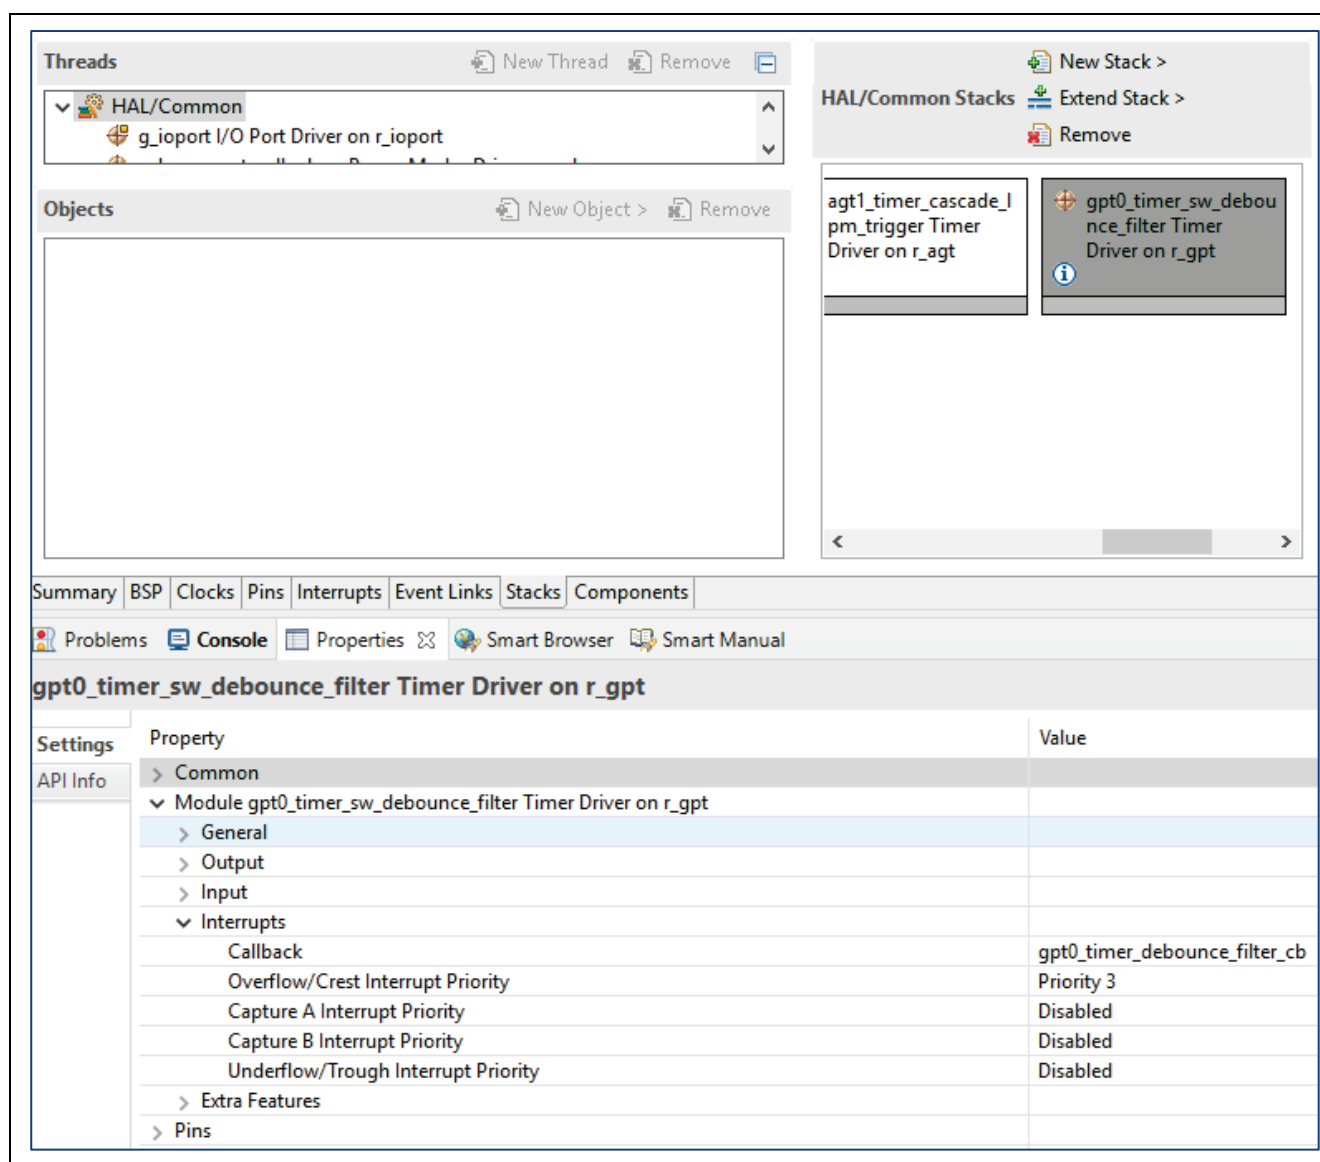 Threads
New Thread
Remove
HAL/Common
g_ioport I/O Port Driver on r_ioport
Objects
New Object >
Remove
HAL/Common Stacks
New Stack >
Extend Stack >
Remove
agt1_timer_cascade_l
pm_trigger Timer
Driver on r_agt
gpt0_timer_sw_debou
nce_filter Timer
Driver on r_gpt
Summary BSP Clocks Pins Interrupts Event Links Stacks Components
Problems Console Properties Smart Browser Smart Manual
gpt0_timer_sw_debounce_filter Timer Driver on r_gpt
Settings
API Info
Property Value
Common
Module gpt0_timer_sw_debounce_filter Timer Driver on r_gpt
General
Output
Input
Interrupts
Callback gpt0_timer_debounce_filter_cb
Overflow/Crest Interrupt Priority Priority 3
Capture A Interrupt Priority Disabled
Capture B Interrupt Priority Disabled
Underflow/Trough Interrupt Priority Disabled
Extra Features
Pins